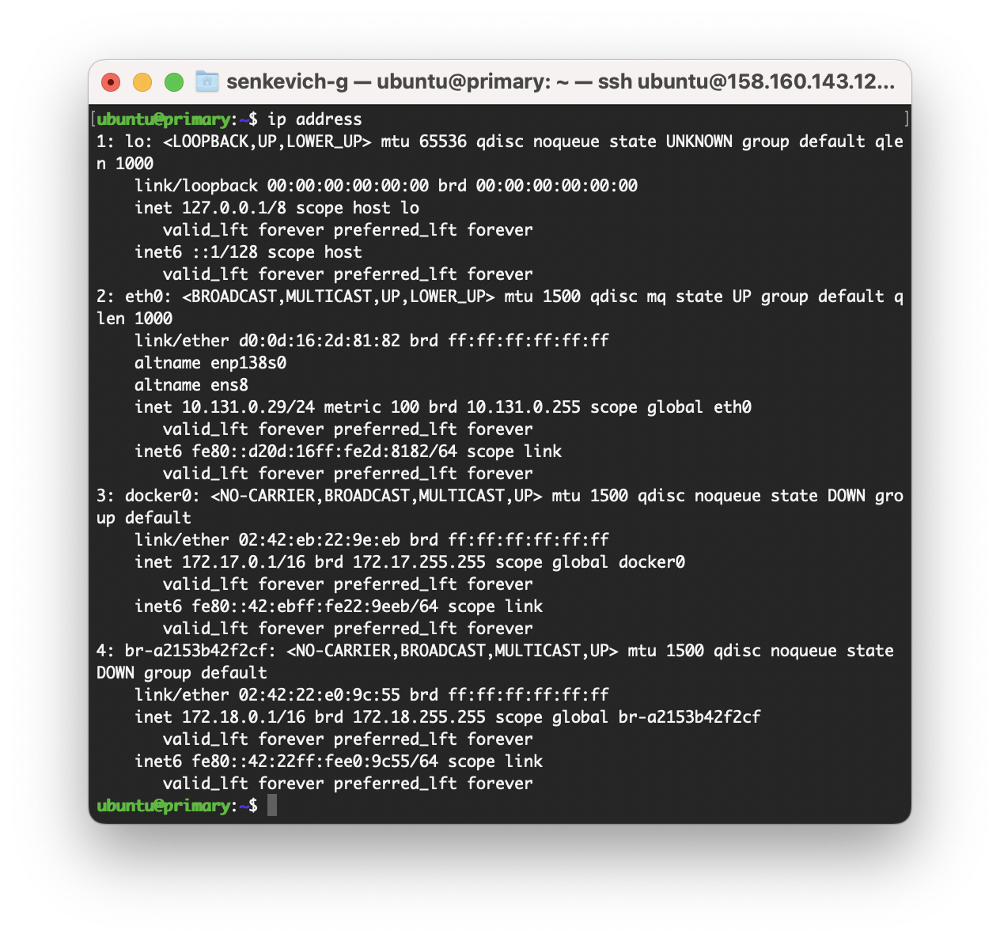 senkevich-g — ubuntu@primary: ~ — ssh ubuntu@158.160.143.12...
[ubuntu@primary:~$ ip address ]
1: lo: <LOOPBACK,UP,LOWER_UP> mtu 65536 qdisc noqueue state UNKNOWN group default qle
n 1000
    link/loopback 00:00:00:00:00:00 brd 00:00:00:00:00:00
    inet 127.0.0.1/8 scope host lo
       valid_lft forever preferred_lft forever
    inet6 ::1/128 scope host
       valid_lft forever preferred_lft forever
2: eth0: <BROADCAST,MULTICAST,UP,LOWER_UP> mtu 1500 qdisc mq state UP group default q
len 1000
    link/ether d0:0d:16:2d:81:82 brd ff:ff:ff:ff:ff:ff
    altname enp138s0
    altname ens8
    inet 10.131.0.29/24 metric 100 brd 10.131.0.255 scope global eth0
       valid_lft forever preferred_lft forever
    inet6 fe80::d20d:16ff:fe2d:8182/64 scope link
       valid_lft forever preferred_lft forever
3: docker0: <NO-CARRIER,BROADCAST,MULTICAST,UP> mtu 1500 qdisc noqueue state DOWN gro
up default
    link/ether 02:42:eb:22:9e:eb brd ff:ff:ff:ff:ff:ff
    inet 172.17.0.1/16 brd 172.17.255.255 scope global docker0
       valid_lft forever preferred_lft forever
    inet6 fe80::42:ebff:fe22:9eeb/64 scope link
       valid_lft forever preferred_lft forever
4: br-a2153b42f2cf: <NO-CARRIER,BROADCAST,MULTICAST,UP> mtu 1500 qdisc noqueue state
DOWN group default
    link/ether 02:42:22:e0:9c:55 brd ff:ff:ff:ff:ff:ff
    inet 172.18.0.1/16 brd 172.18.255.255 scope global br-a2153b42f2cf
       valid_lft forever preferred_lft forever
    inet6 fe80::42:22ff:fee0:9c55/64 scope link
       valid_lft forever preferred_lft forever
ubuntu@primary:~$